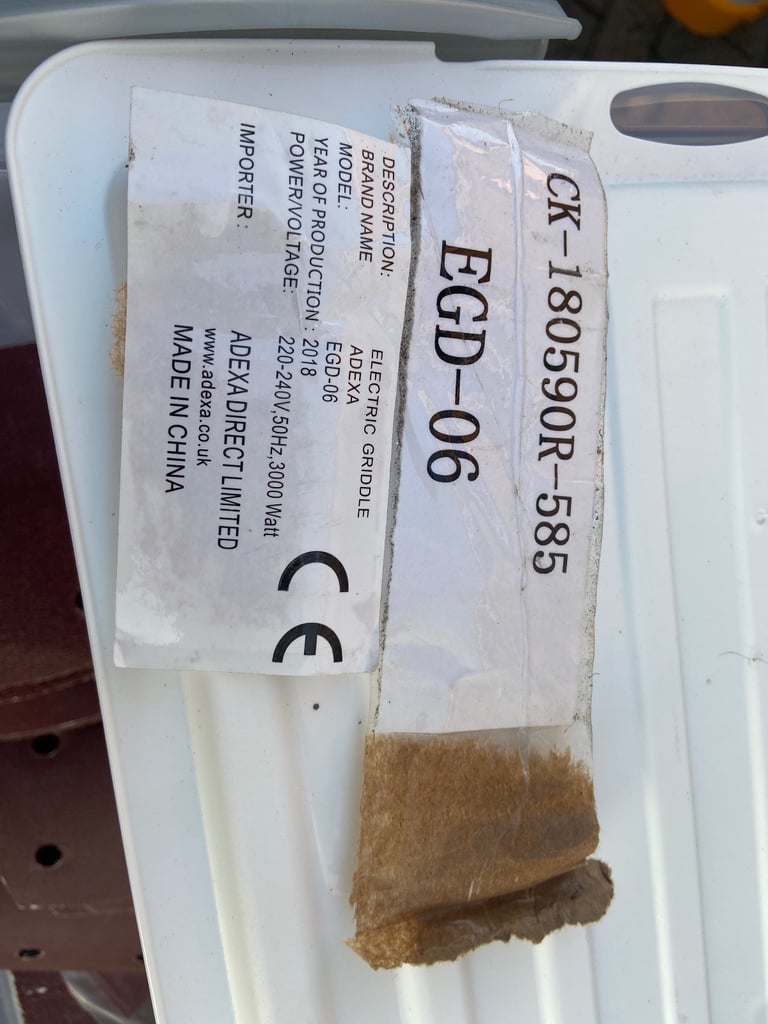 CK-180590R-585
EGD-06
DESCRIPTION: ELECTRIC GRIDDLE
BRAND NAME ADEXA
MODEL: EGD-06
YEAR OF PRODUCTION : 2018
POWER/VOLTAGE: 220-240V,50Hz,3000 Watt
IMPORTER : ADEXA DIRECT LIMITED
www.adexa.co.uk
MADE IN CHINA
CE